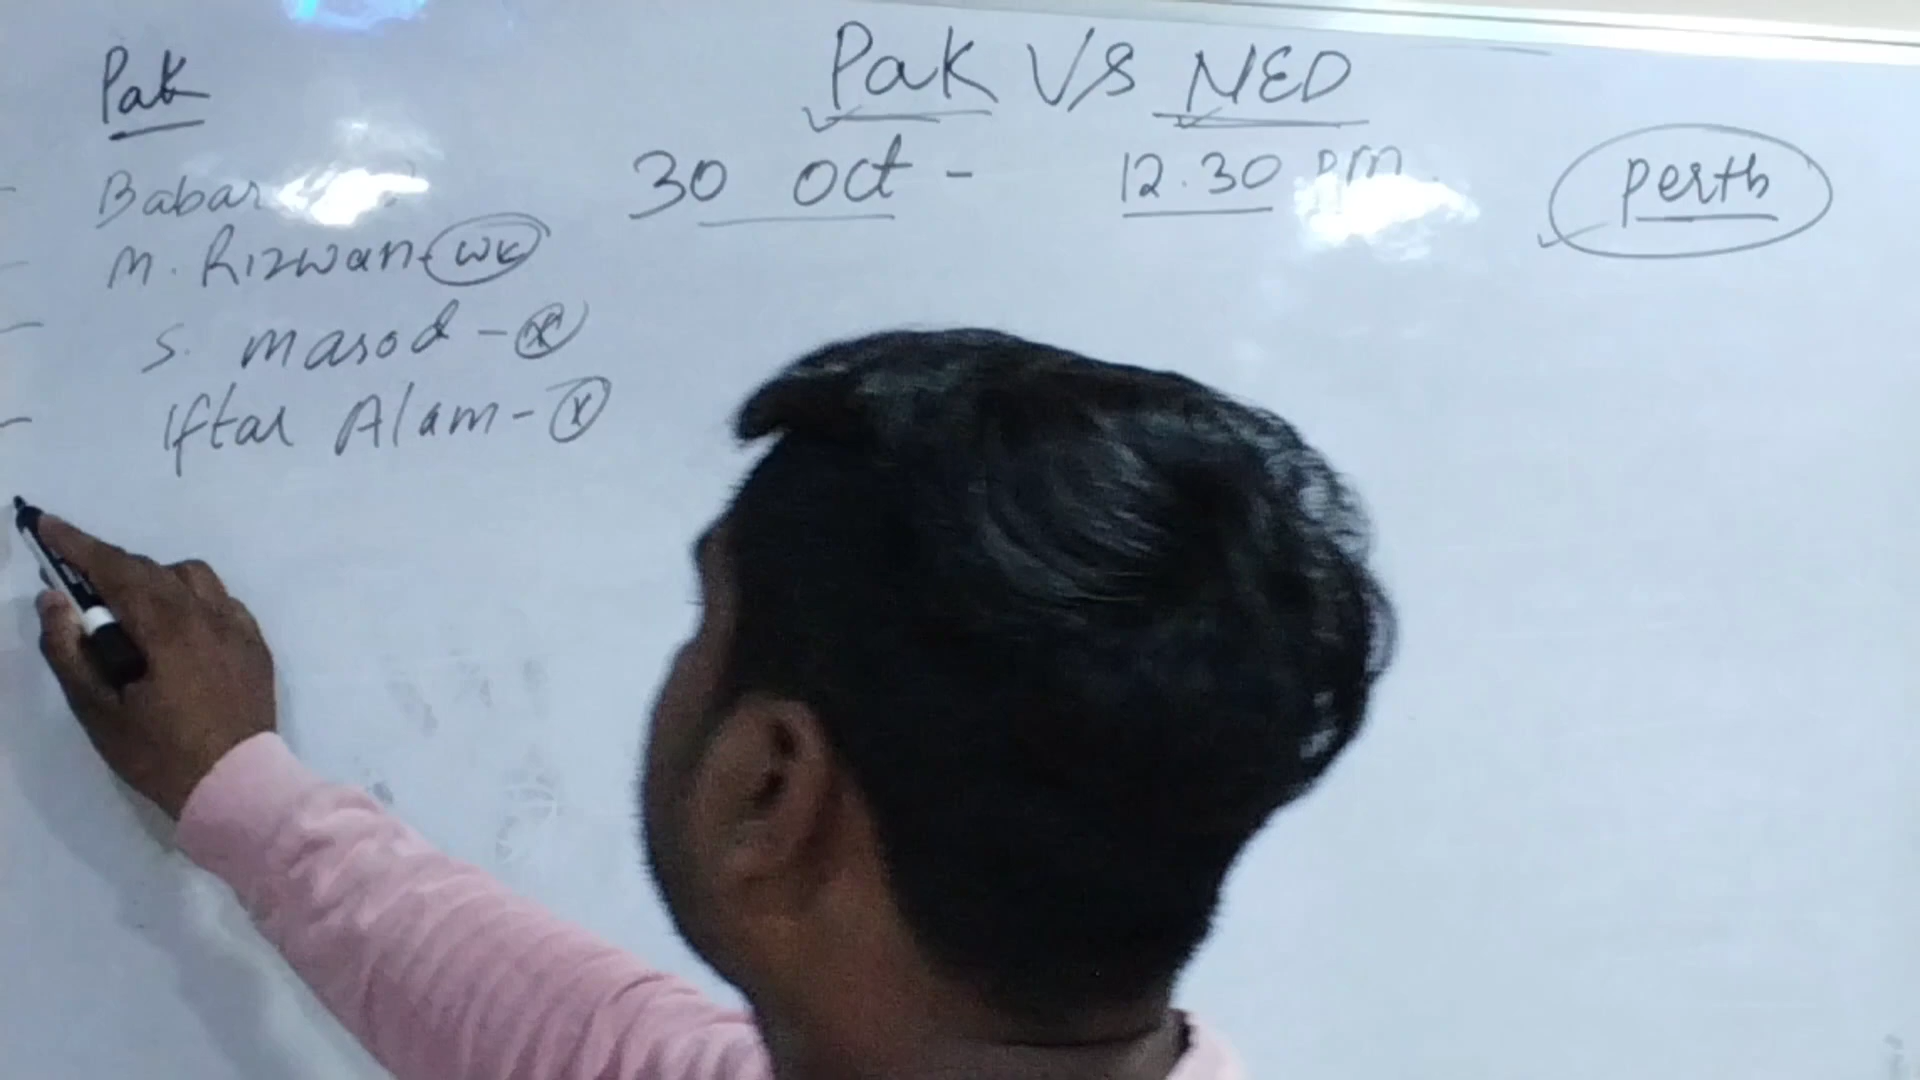 Pak VS NED
30 Oct - 12.30 PM Perth
Pak
Babar
M. Rizwan - WK
S. Masod - x
Iftar Alam - x